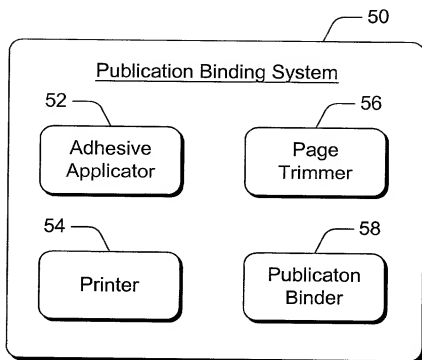 50
Publication Binding System
52
Adhesive
Applicator
56
Page
Trimmer
54
Printer
58
Publicaton
Binder